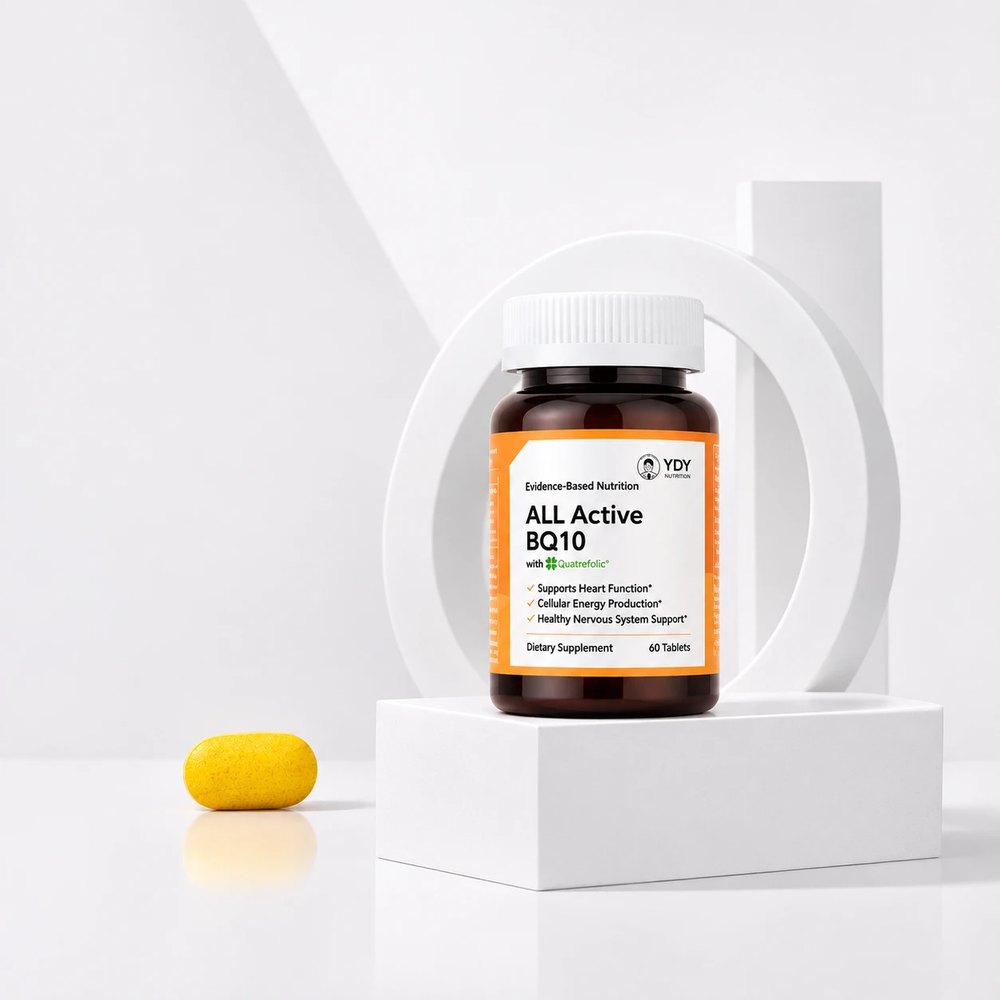 YDY
NUTRITION
Evidence-Based Nutrition
ALL Active
BQ10
with Quatrefolic®
Supports Heart Function*
Cellular Energy Production*
Healthy Nervous System Support*
Dietary Supplement 60 Tablets